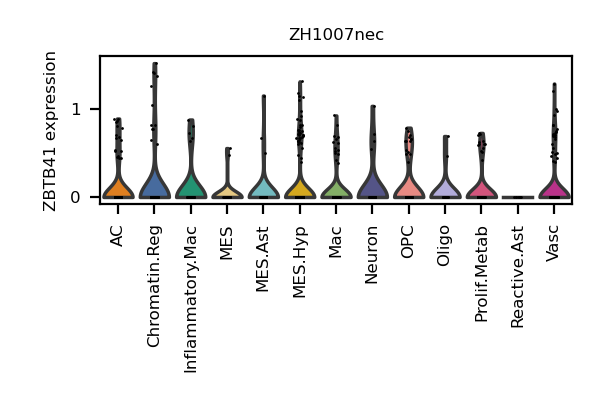 ZH1007nec
ZBTB41 expression
1
0
AC
Chromatin.Reg
Inflammatory.Mac
MES
MES.Ast
MES.Hyp
Mac
Neuron
OPC
Oligo
Prolif.Metab
Reactive.Ast
Vasc